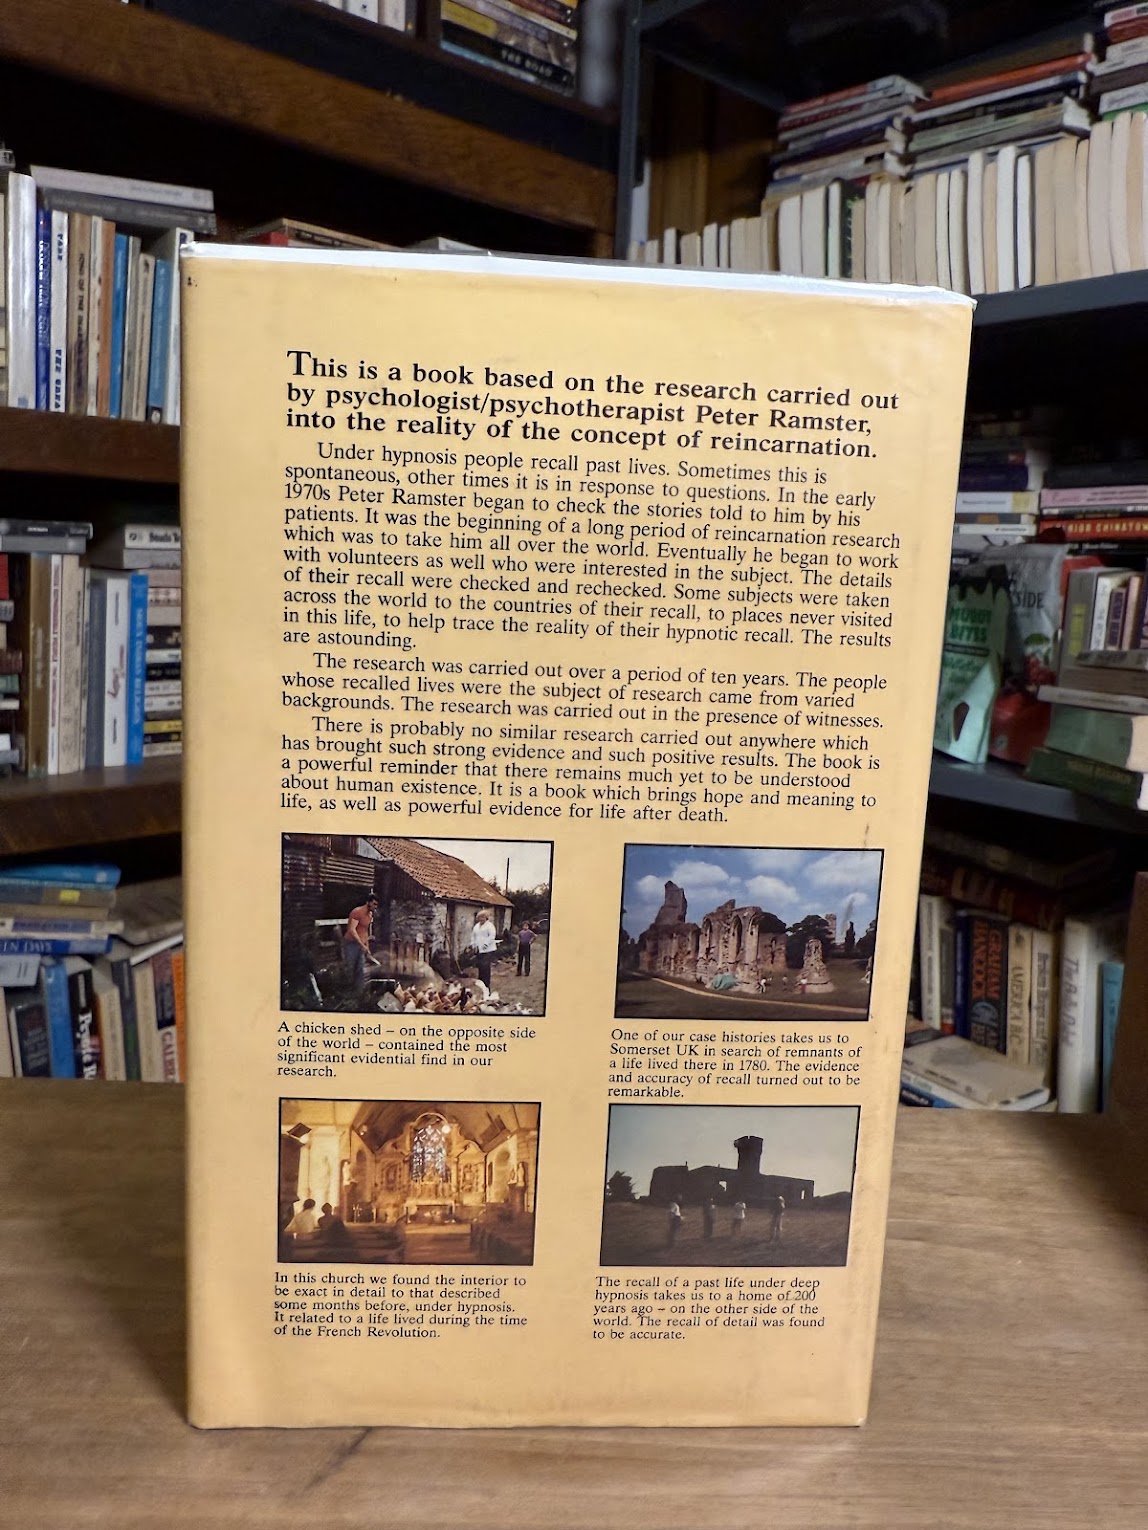 THE ROAD
This is a book based on the research carried out
by psychologist/psychotherapist Peter Ramster,
into the reality of the concept of reincarnation.
Under hypnosis people recall past lives. Sometimes this is
spontaneous, other times it is in response to questions. In the early
1970s Peter Ramster began to check the stories told to him by his
patients. It was the beginning of a long period of reincarnation research
which was to take him all over the world. Eventually he began to work
with volunteers as well who were interested in the subject. The details
of their recall were checked and rechecked. Some subjects were taken
across the world to the countries of their recall, to places never visited
in this life, to help trace the reality of their hypnotic recall. The results
are astounding.
The research was carried out over a period of ten years. The people
whose recalled lives were the subject of research came from varied
backgrounds. The research was carried out in the presence of witnesses.
There is probably no similar research carried out anywhere which
has brought such strong evidence and such positive results. The book is
a powerful reminder that there remains much yet to be understood
about human existence. It is a book which brings hope and meaning to
life, as well as powerful evidence for life after death.
A chicken shed – on the opposite side
of the world – contained the most
significant evidential find in our
research.
One of our case histories takes us to
Somerset UK in search of remnants of
a life lived there in 1780. The evidence
and accuracy of recall turned out to be
remarkable.
In this church we found the interior to
be exact in detail to that described
some months before, under hypnosis.
It related to a life lived during the time
of the French Revolution.
The recall of a past life under deep
hypnosis takes us to a home of 200
years ago – on the other side of the
world. The recall of detail was found
to be accurate.
GRAHAM
HANCOCK